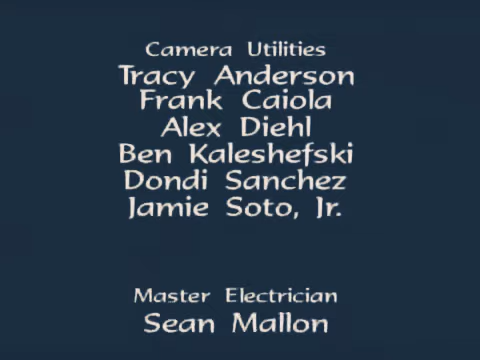 Camera Utilities
Tracy Anderson
Frank Caiola
Alex Diehl
Ben Kaleshefski
Dondi Sanchez
Jamie Soto, Jr.
Master Electrician
Sean Mallon